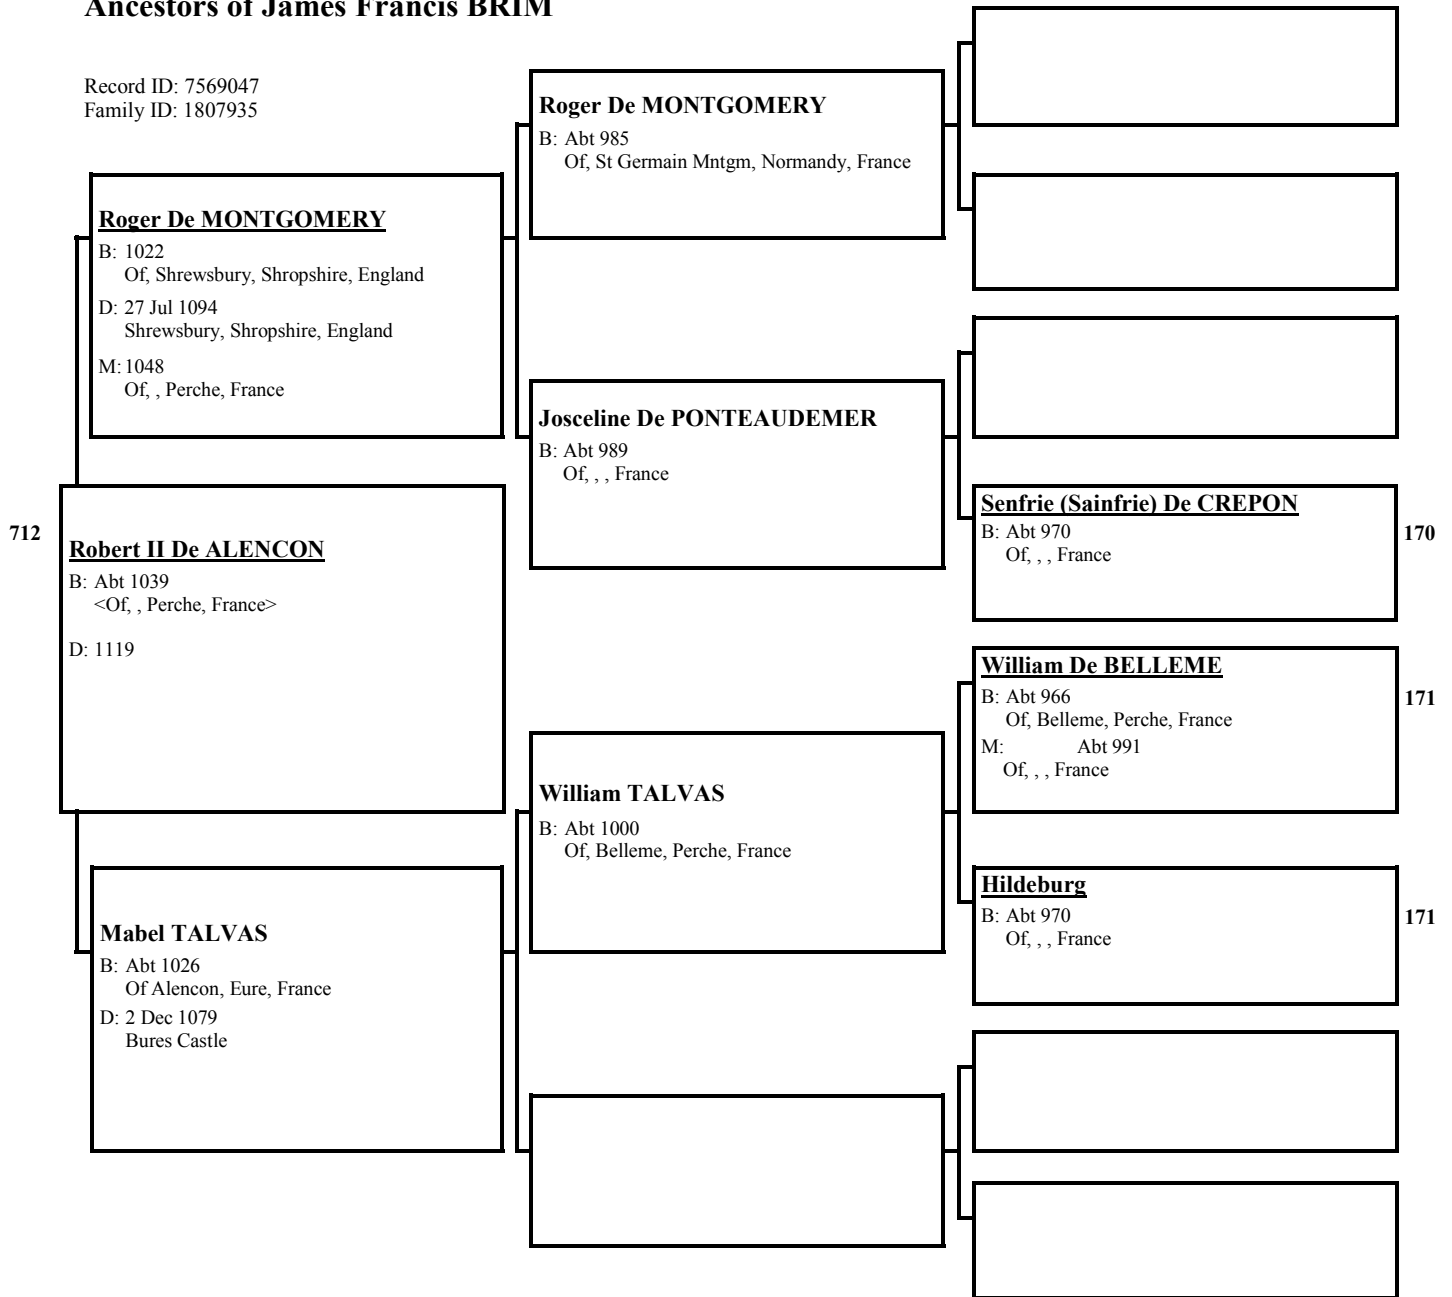 Ancestors of James Francis BRIM
Record ID: 7569047
Family ID: 1807935
Roger De MONTGOMERY
B: 1022
Of, Shrewsbury, Shropshire, England
D: 27 Jul 1094
Shrewsbury, Shropshire, England
M: 1048
Of, , Perche, France
712
Robert II De ALENCON
B: Abt 1039
<Of, , Perche, France>
D: 1119
Mabel TALVAS
B: Abt 1026
Of Alencon, Eure, France
D: 2 Dec 1079
Bures Castle
Roger De MONTGOMERY
B: Abt 985
Of, St Germain Mntgm, Normandy, France
Josceline De PONTEAUDEMER
B: Abt 989
Of, , , France
William TALVAS
B: Abt 1000
Of, Belleme, Perche, France
Senfrie (Sainfrie) De CREPON
B: Abt 970
Of, , , France
170
William De BELLEME
B: Abt 966
Of, Belleme, Perche, France
M: Abt 991
Of, , , France
171
Hildeburg
B: Abt 970
Of, , , France
171